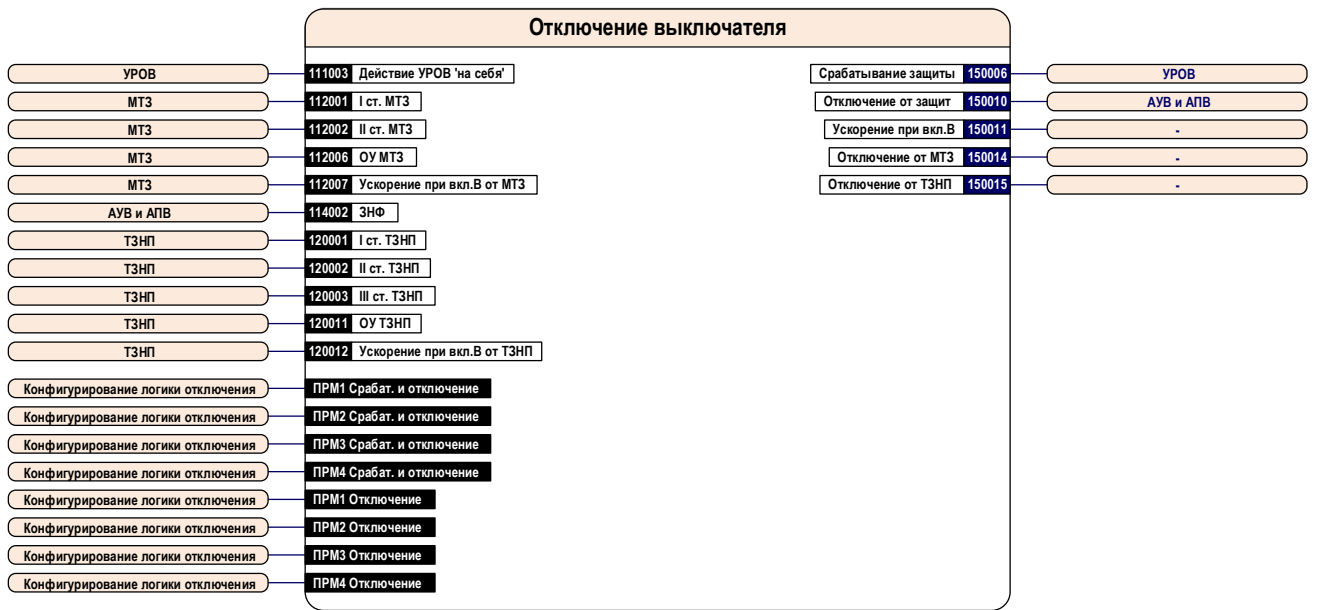 Отключение выключателя
УРОВ 111003 Действие УРОВ 'на себя' Срабатывание защиты 150006 УРОВ
МТЗ 112001 I ст. МТЗ Отключение от защит 150010 АУВ и АПВ
МТЗ 112002 II ст. МТЗ Ускорение при вкл.В 150011 -
МТЗ 112006 ОУ МТЗ Отключение от МТЗ 150014 -
МТЗ 112007 Ускорение при вкл.В от МТЗ Отключение от ТЗНП 150015 -
АУВ и АПВ 114002 ЗНФ
ТЗНП 120001 I ст. ТЗНП
ТЗНП 120002 II ст. ТЗНП
ТЗНП 120003 III ст. ТЗНП
ТЗНП 120011 ОУ ТЗНП
ТЗНП 120012 Ускорение при вкл.В от ТЗНП
Конфигурирование логики отключения ПРМ1 Срабат. и отключение
Конфигурирование логики отключения ПРМ2 Срабат. и отключение
Конфигурирование логики отключения ПРМ3 Срабат. и отключение
Конфигурирование логики отключения ПРМ4 Срабат. и отключение
Конфигурирование логики отключения ПРМ1 Отключение
Конфигурирование логики отключения ПРМ2 Отключение
Конфигурирование логики отключения ПРМ3 Отключение
Конфигурирование логики отключения ПРМ4 Отключение